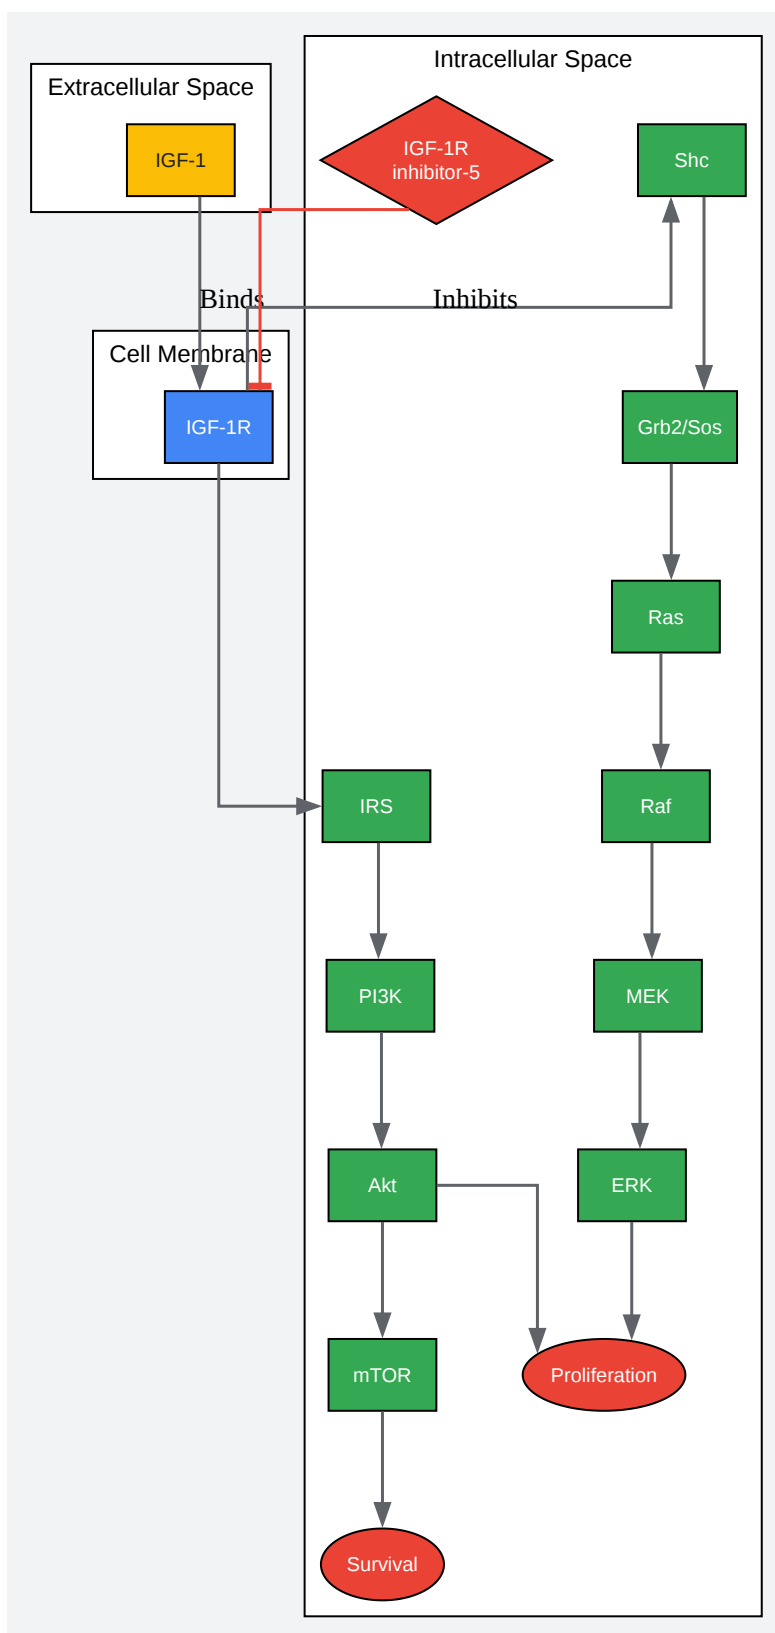 Intracellular Space
Extracellular Space
IGF-1R
inhibitor-5
IGF-1
Shc
Binds
Inhibits
Cell Membrane
IGF-1R
Grb2/Sos
Ras
IRS
Raf
PI3K
MEK
Akt
ERK
mTOR
Proliferation
Survival